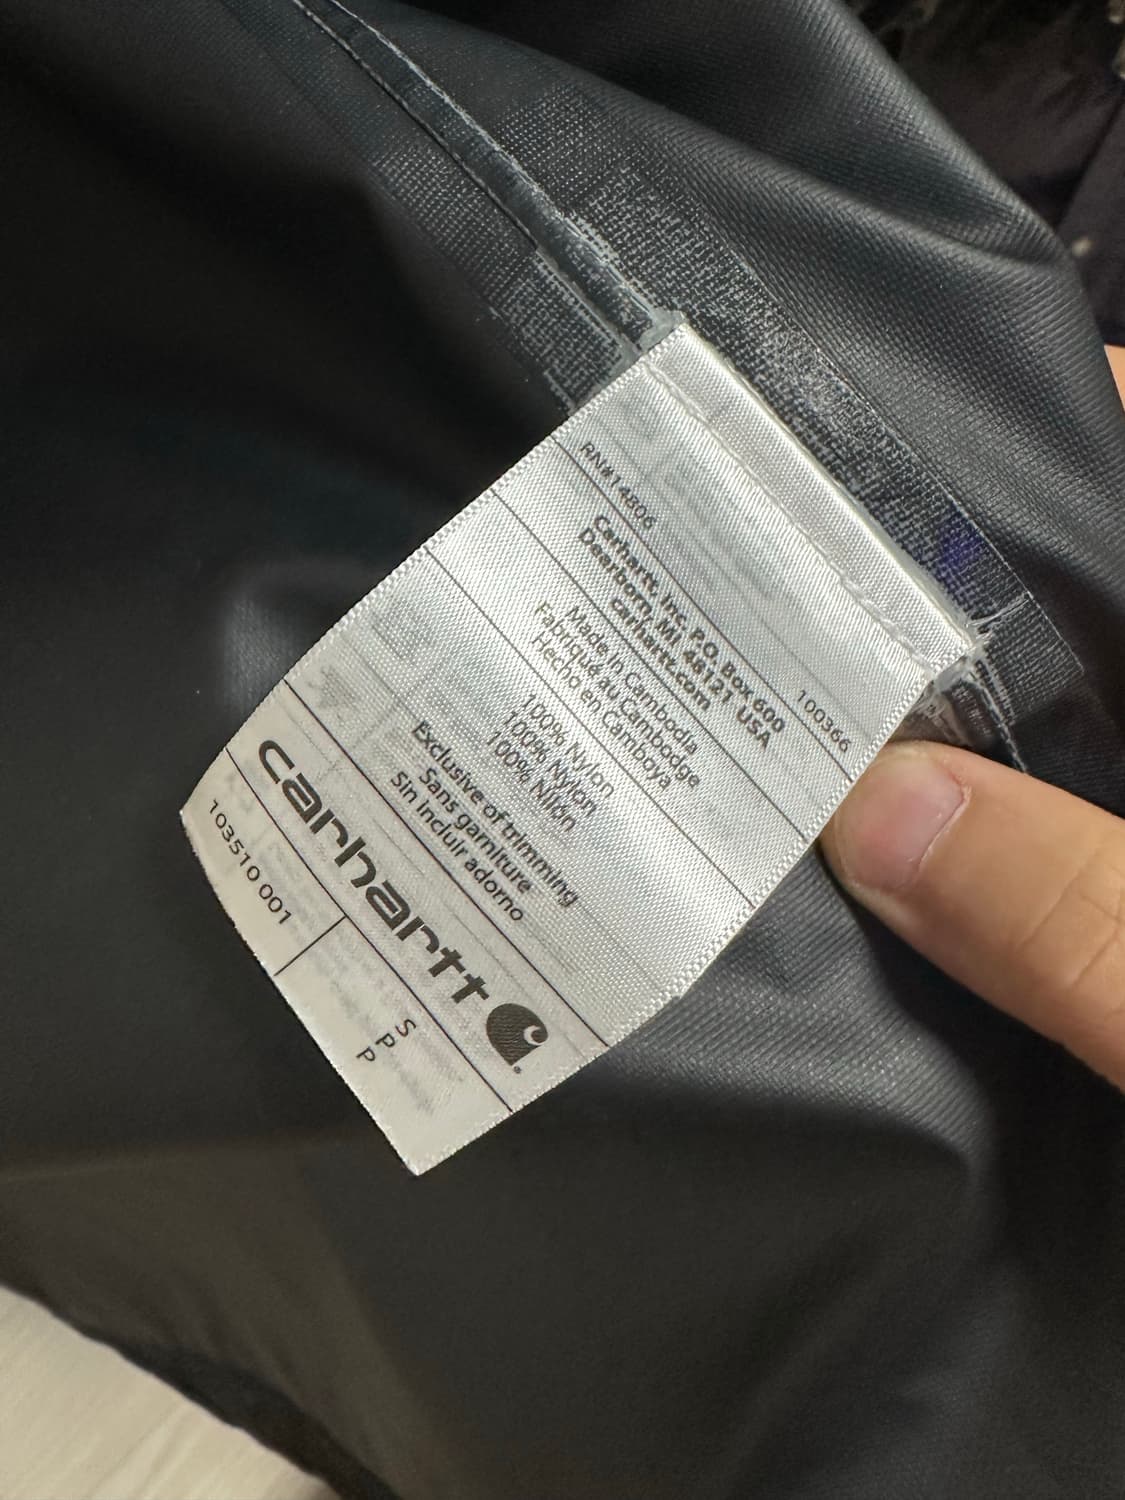 RN#14806
100366
Carhartt, Inc. P.O. Box 600
Dearborn, MI 48121 USA
carhartt.com
Made in Cambodia
Fabriqué au Cambodge
Hecho en Camboya
100% Nylon
100% Nylon
100% Nilón
Exclusive of trimming
Sans garniture
Sin incluir adorno
carhartt
103510 001
S
P
P